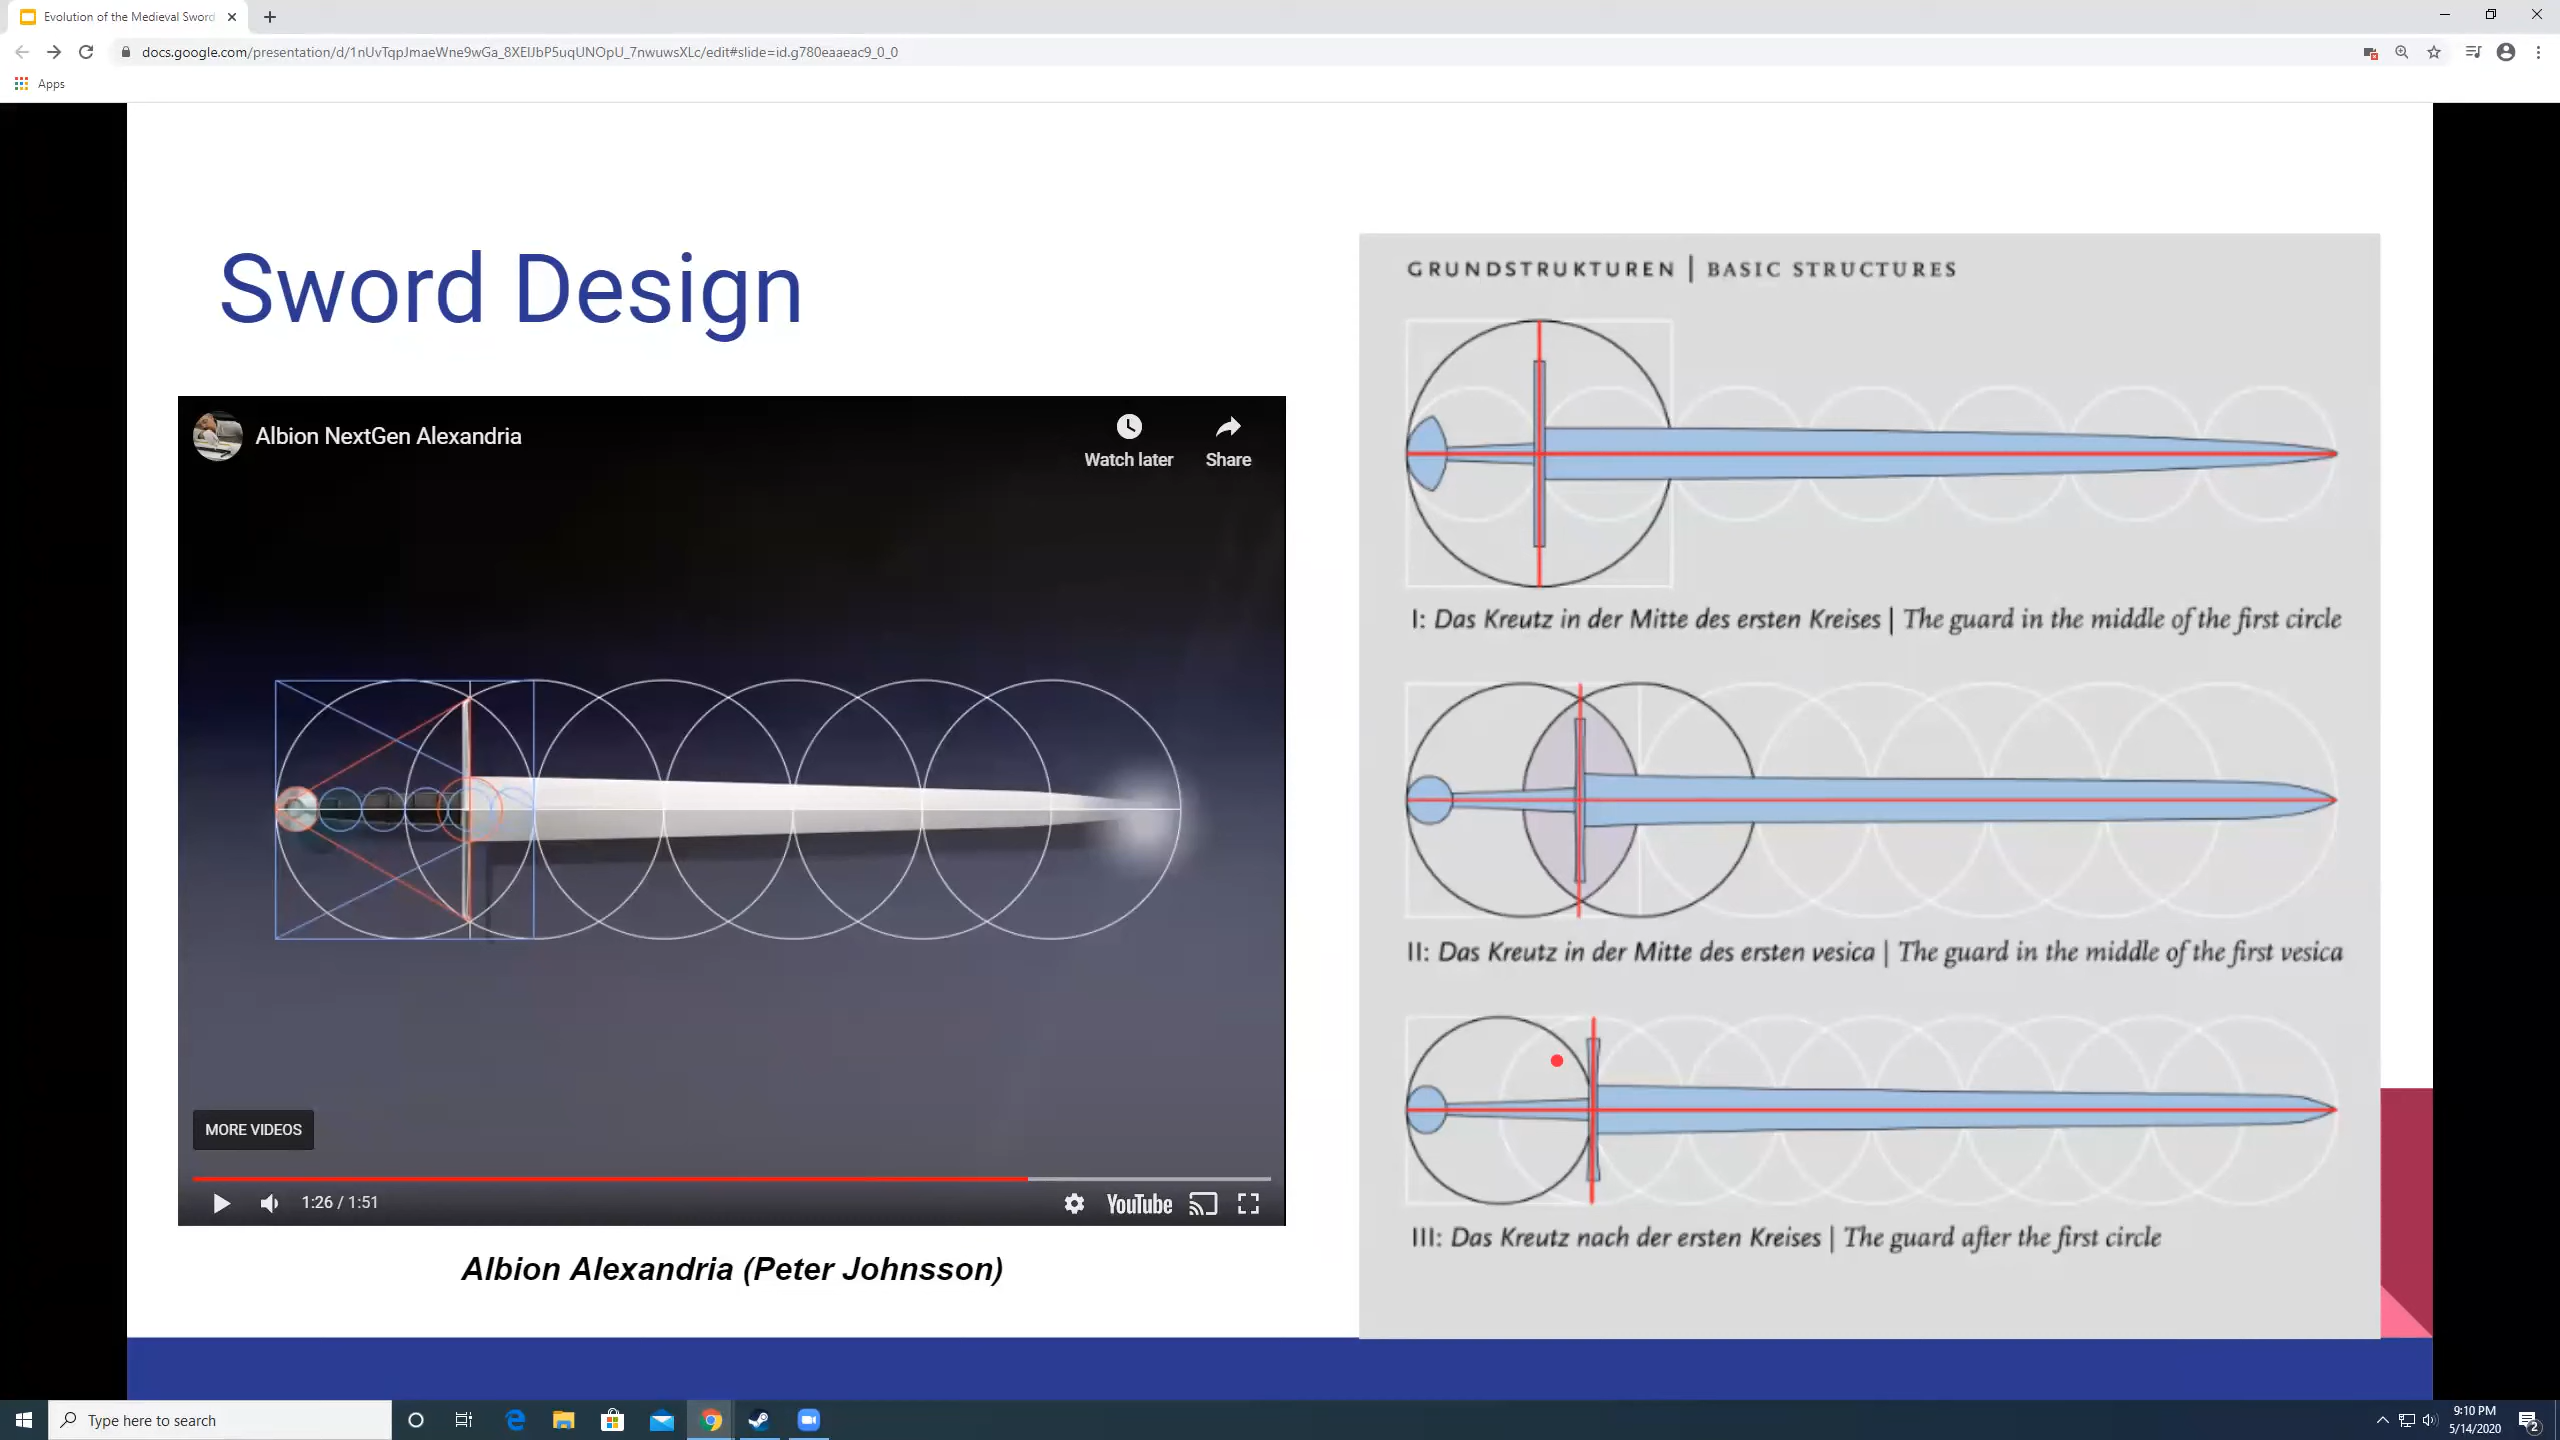 Evolution of the Medieval Sword
docs.google.com/presentation/d/1nUvTqpJmaeWne9wGa_8XEIJbP5uqUNOpU_7nwuwsXLc/edit#slide=id.g780eaaeac9_0_0
Apps
Sword Design
Albion NextGen Alexandria
Watch later
Share
MORE VIDEOS
1:26 / 1:51
YouTube
Albion Alexandria (Peter Johnsson)
GRUNDSTRUKTUREN | BASIC STRUCTURES
I: Das Kreutz in der Mitte des ersten Kreises | The guard in the middle of the first circle
II: Das Kreutz in der Mitte des ersten vesica | The guard in the middle of the first vesica
III: Das Kreutz nach der ersten Kreises | The guard after the first circle
Type here to search
9:10 PM
5/14/2020
2